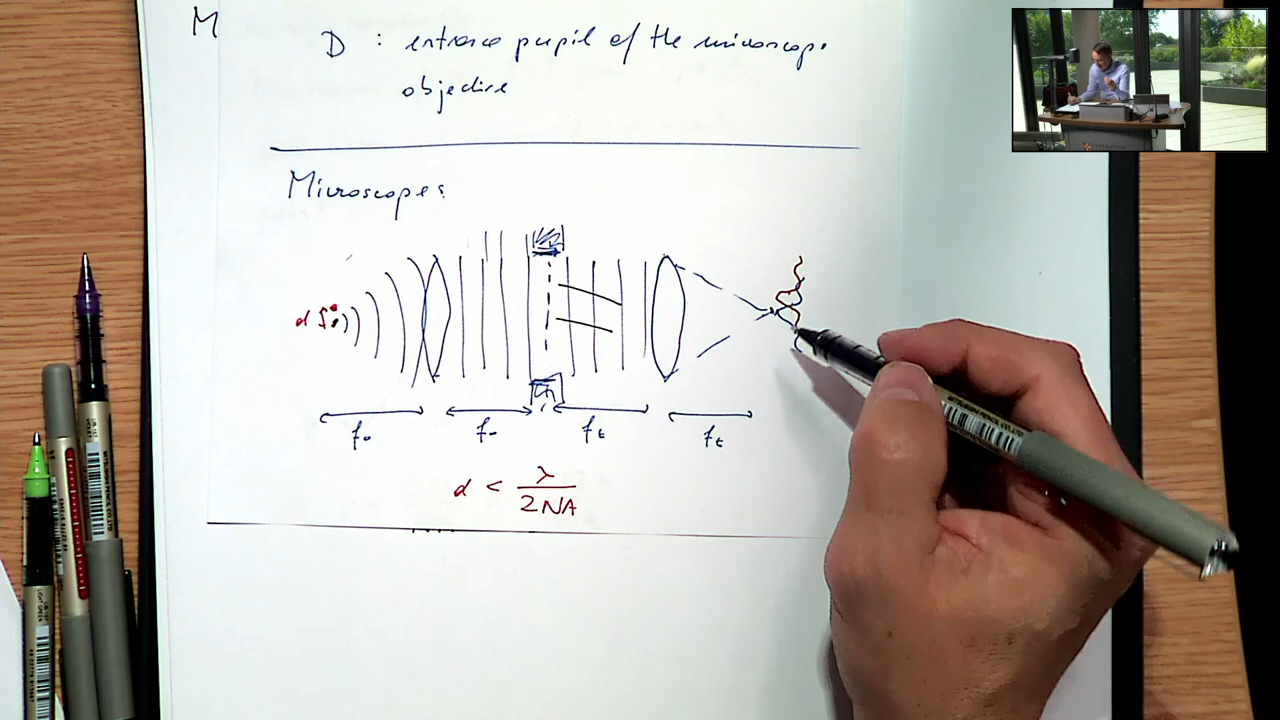 M
D : entrance pupil of the microscope
objective
Microscopes:
d
f₀ f₀ fₜ fₜ
d < λ / 2NA